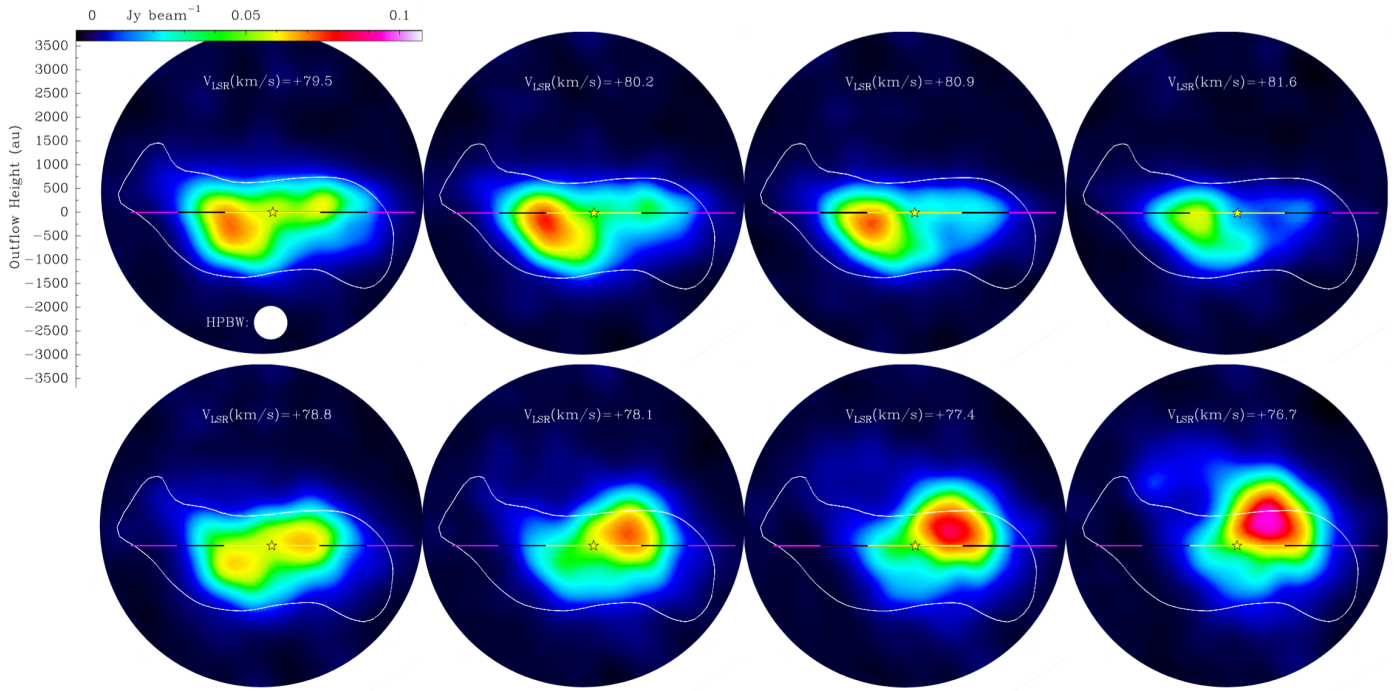 0 Jy beam⁻¹ 0.05 0.1
3500
3000
2500
2000
1500
1000
500
0
−500
−1000
−1500
−2000
−2500
−3000
−3500
Outflow Height (au)
V_LSR(km/s)=+79.5
V_LSR(km/s)=+80.2
V_LSR(km/s)=+80.9
V_LSR(km/s)=+81.6
HPBW:
V_LSR(km/s)=+78.8
V_LSR(km/s)=+78.1
V_LSR(km/s)=+77.4
V_LSR(km/s)=+76.7